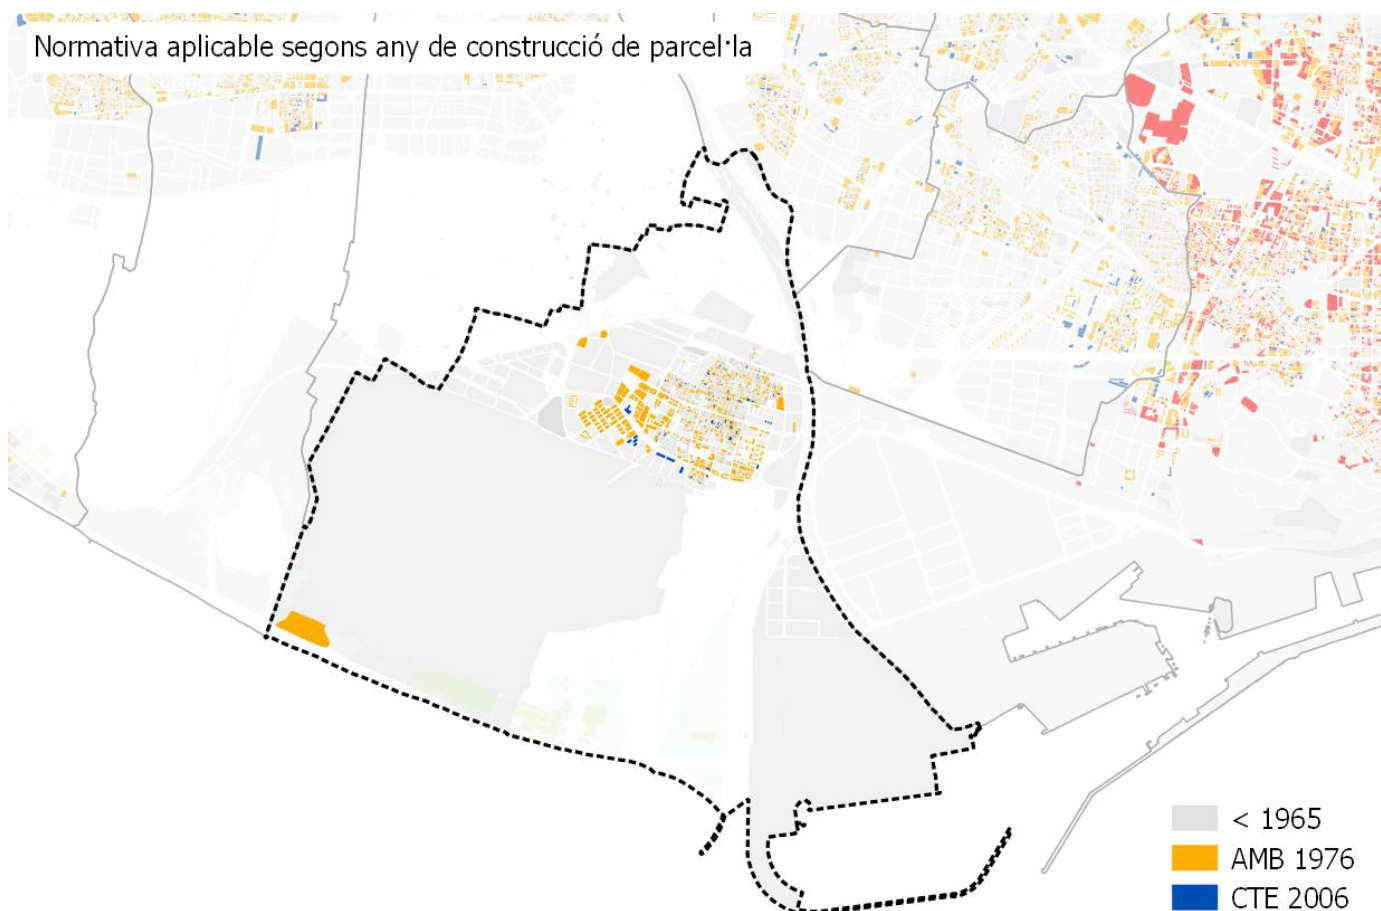 Normativa aplicable segons any de construcció de parcel·la
< 1965
AMB 1976
CTE 2006